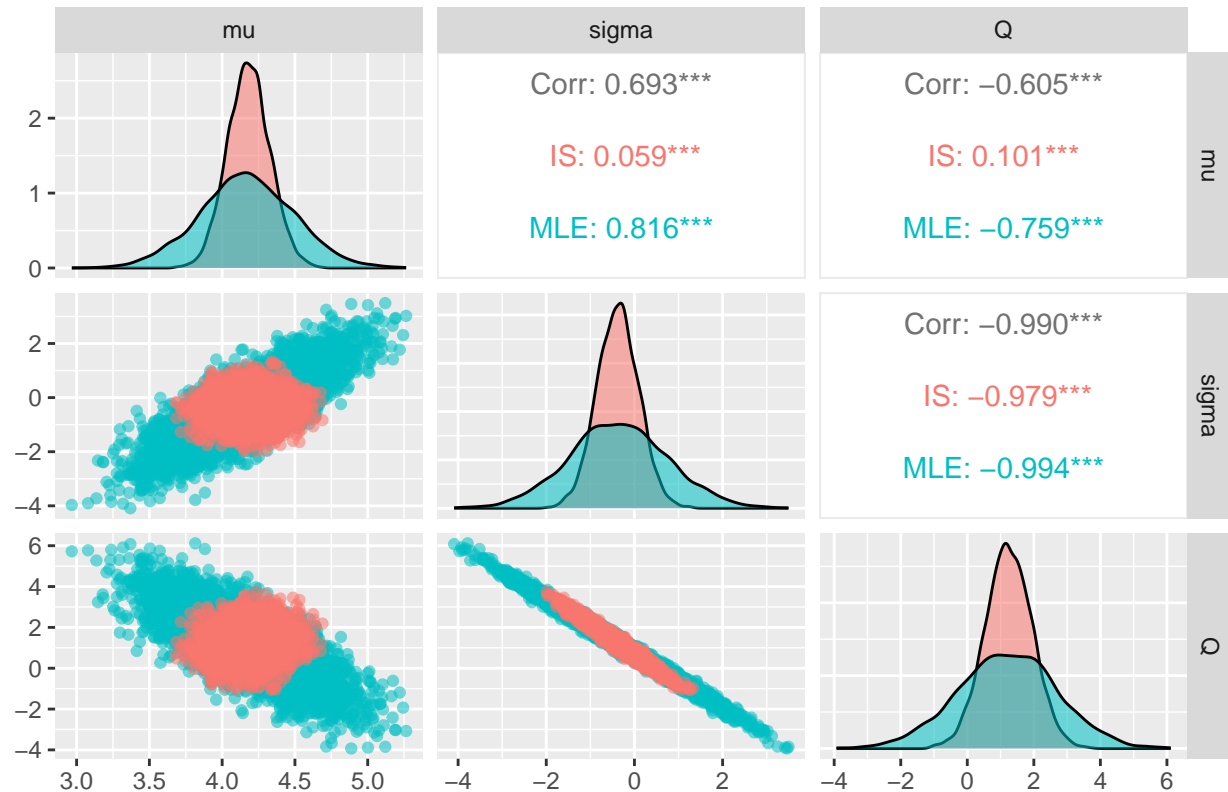 mu sigma Q
2
1
0
Corr: 0.693***
IS: 0.059***
MLE: 0.816***
Corr: −0.605***
IS: 0.101***
MLE: −0.759***
mu
2
0
−2
−4
Corr: −0.990***
IS: −0.979***
MLE: −0.994***
sigma
6
4
2
0
−2
−4
Q
3.0 3.5 4.0 4.5 5.0
−4 −2 0 2
−4 −2 0 2 4 6